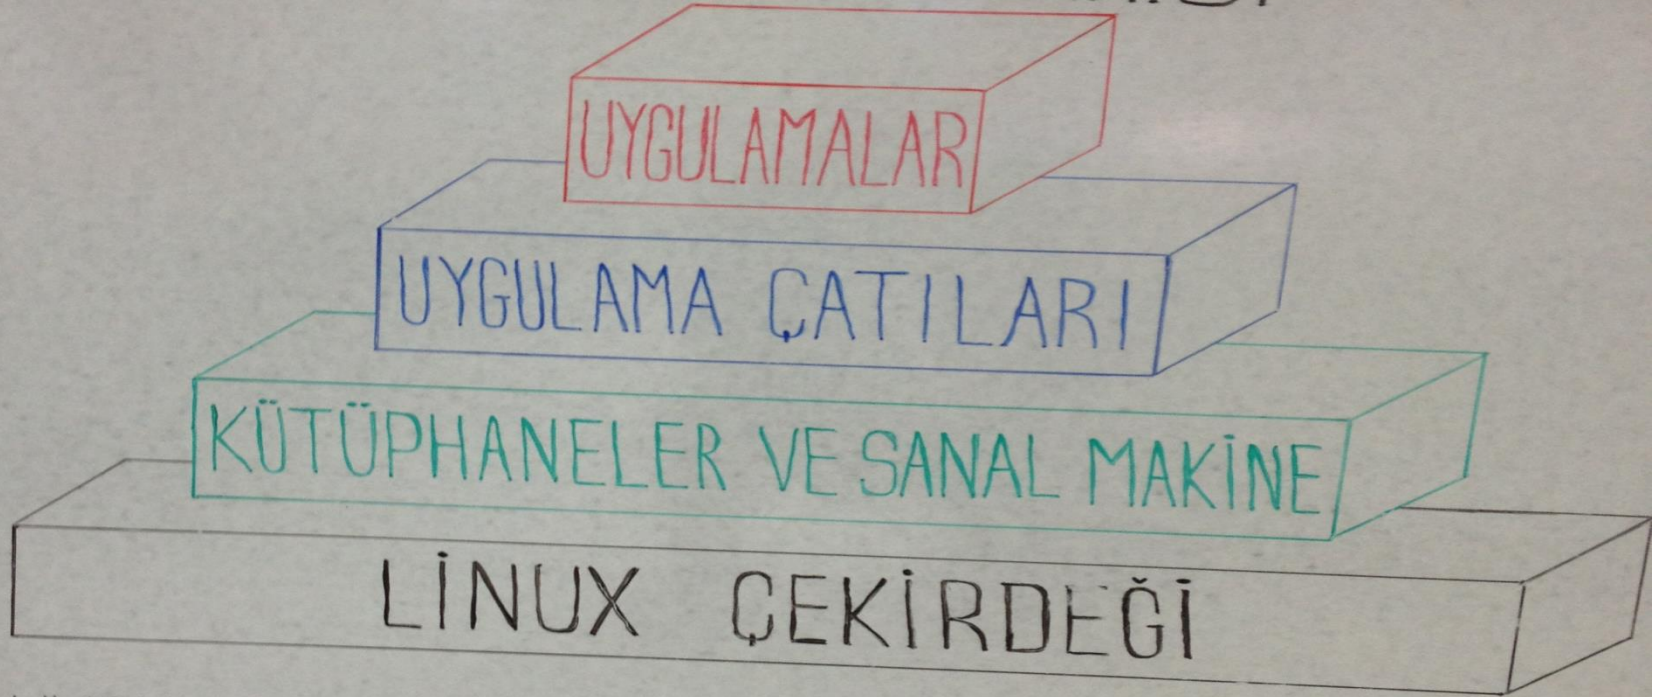 UYGULAMALAR
UYGULAMA ÇATILARI
KÜTÜPHANELER VE SANAL MAKİNE
LİNUX ÇEKİRDEĞİ